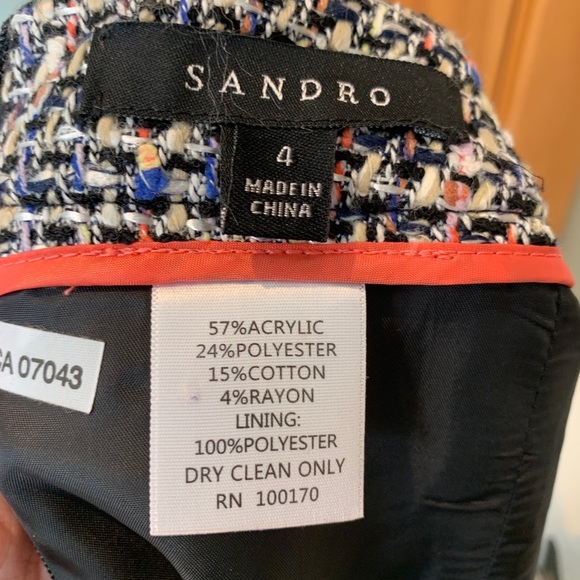 SANDRO
4
MADE IN
CHINA
57%ACRYLIC
24%POLYESTER
15%COTTON
4%RAYON
LINING:
100%POLYESTER
DRY CLEAN ONLY
RN 100170
CA 07043